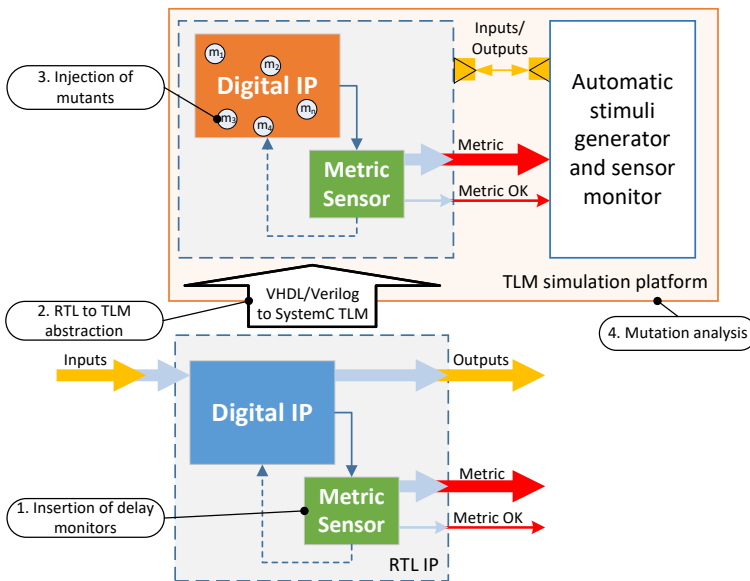 Inputs/
Outputs
m1
m2
Digital IP
m3
m4
mn
3. Injection of
mutants
Automatic
stimuli
generator
and sensor
monitor
Metric
Metric
Sensor
Metric OK
TLM simulation platform
VHDL/Verilog
to SystemC TLM
2. RTL to TLM
abstraction
4. Mutation analysis
Inputs
Outputs
Digital IP
Metric
Metric
Sensor
1. Insertion of delay
monitors
Metric OK
RTL IP